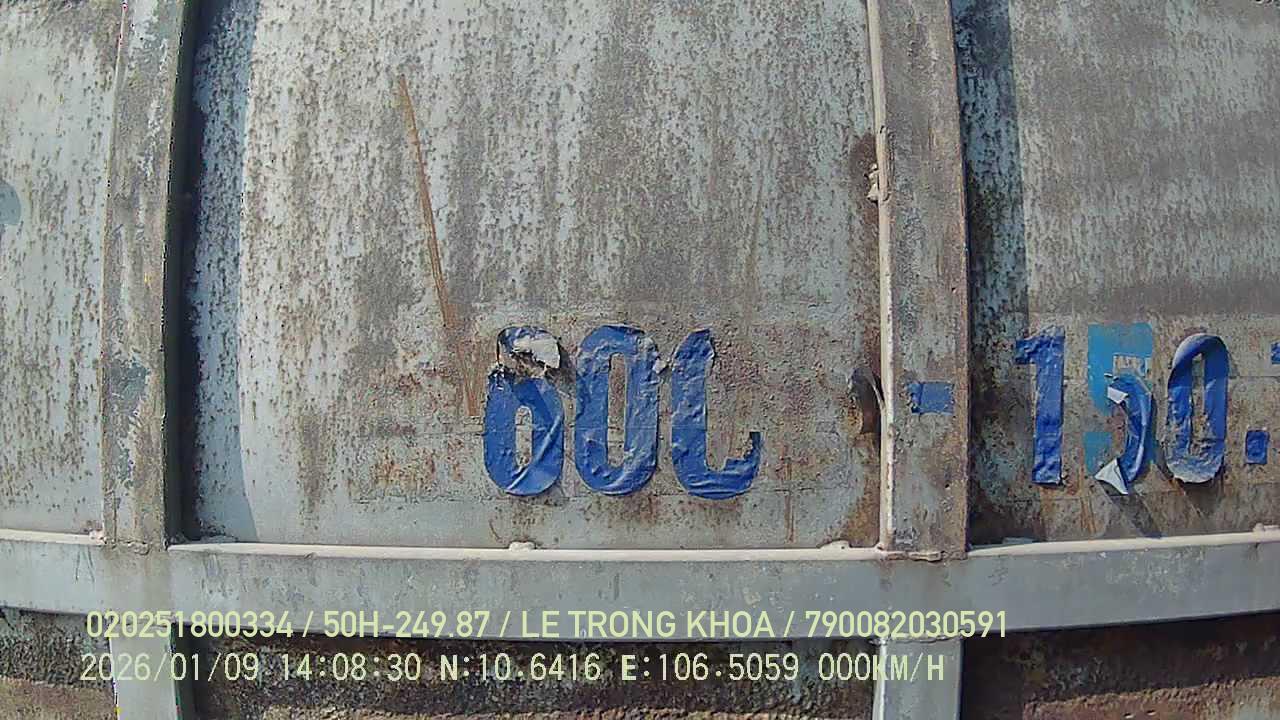 60C - 150.
020251800334 / 50H-249.87 / LE TRONG KHOA / 790082030591
2026/01/09 14:08:30 N:10.6416 E:106.5059 000KM/H